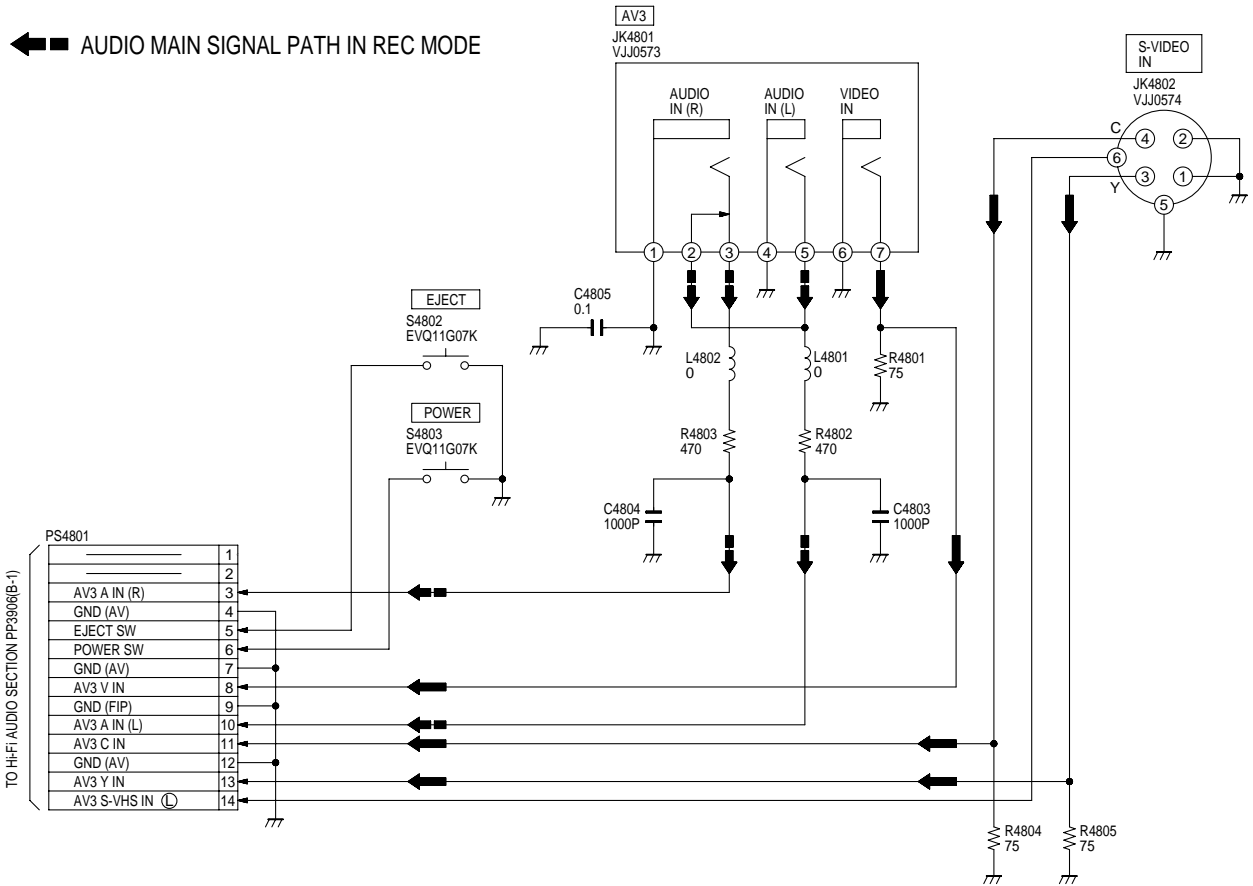 AUDIO MAIN SIGNAL PATH IN REC MODE
AV3
JK4801
VJJ0573
AUDIO
IN (R)
AUDIO
IN (L)
VIDEO
IN
1 2 3 4 5 6 7
S-VIDEO
IN
JK4802
VJJ0574
C
4 2
6
3 1
Y
5
C4805
0.1
EJECT
S4802
EVQ11G07K
POWER
S4803
EVQ11G07K
L4802
0
L4801
0
R4801
75
R4803
470
R4802
470
C4804
1000P
C4803
1000P
PS4801
TO Hi-Fi AUDIO SECTION PP3906(B-1)
1
2
AV3 A IN (R) 3
GND (AV) 4
EJECT SW 5
POWER SW 6
GND (AV) 7
AV3 V IN 8
GND (FIP) 9
AV3 A IN (L) 10
AV3 C IN 11
GND (AV) 12
AV3 Y IN 13
AV3 S-VHS IN Ⓛ 14
R4804
75
R4805
75